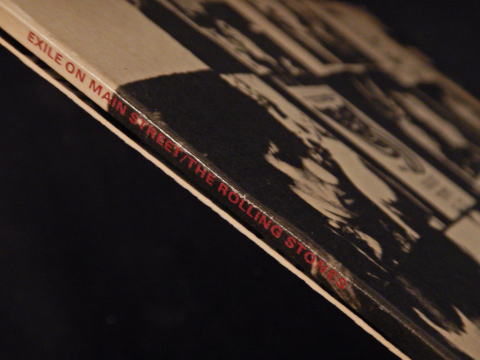 EXILE ON MAIN STREET/THE ROLLING STONES